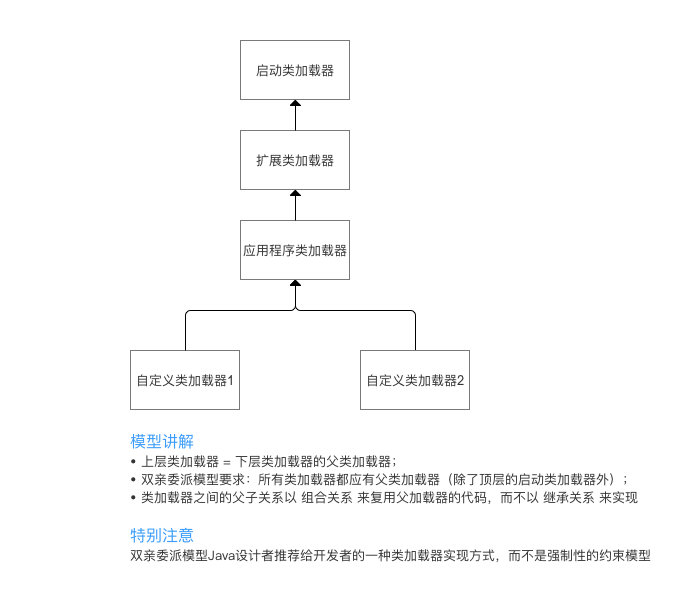 启动类加载器
扩展类加载器
应用程序类加载器
自定义类加载器1
自定义类加载器2
模型讲解
• 上层类加载器 = 下层类加载器的父类加载器；
• 双亲委派模型要求：所有类加载器都应有父类加载器（除了顶层的启动类加载器外）；
• 类加载器之间的父子关系以 组合关系 来复用父加载器的代码，而不以 继承关系 来实现
特别注意
双亲委派模型Java设计者推荐给开发者的一种类加载器实现方式，而不是强制性的约束模型